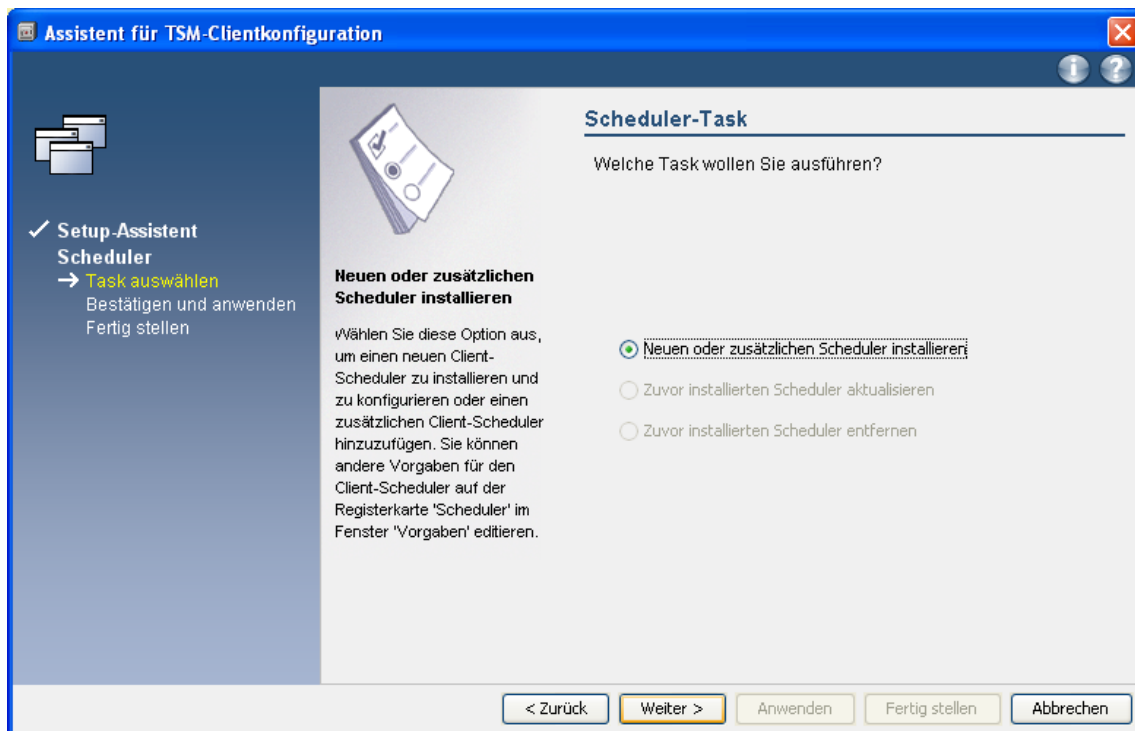 Assistent für TSM-Clientkonfiguration
Setup-Assistent
Scheduler
Task auswählen
Bestätigen und anwenden
Fertig stellen
Neuen oder zusätzlichen
Scheduler installieren
Wählen Sie diese Option aus,
um einen neuen Client-
Scheduler zu installieren und
zu konfigurieren oder einen
zusätzlichen Client-Scheduler
hinzuzufügen. Sie können
andere Vorgaben für den
Client-Scheduler auf der
Registerkarte 'Scheduler' im
Fenster 'Vorgaben' editieren.
Scheduler-Task
Welche Task wollen Sie ausführen?
Neuen oder zusätzlichen Scheduler installieren
Zuvor installierten Scheduler aktualisieren
Zuvor installierten Scheduler entfernen
< Zurück
Weiter >
Anwenden
Fertig stellen
Abbrechen